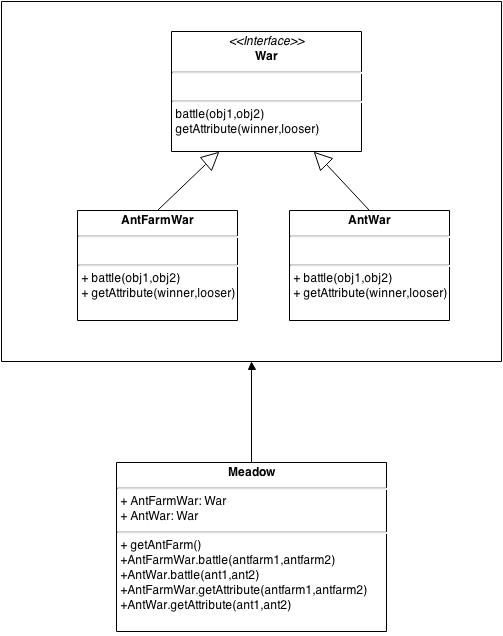 <<Interface>>
War
battle(obj1,obj2)
getAttribute(winner,looser)
AntFarmWar
+ battle(obj1,obj2)
+ getAttribute(winner,looser)
AntWar
+ battle(obj1,obj2)
+ getAttribute(winner,looser)
Meadow
+ AntFarmWar: War
+ AntWar: War
+ getAntFarm()
+AntFarmWar.battle(antfarm1,antfarm2)
+AntWar.battle(ant1,ant2)
+AntFarmWar.getAttribute(antfarm1,antfarm2)
+AntWar.getAttribute(ant1,ant2)